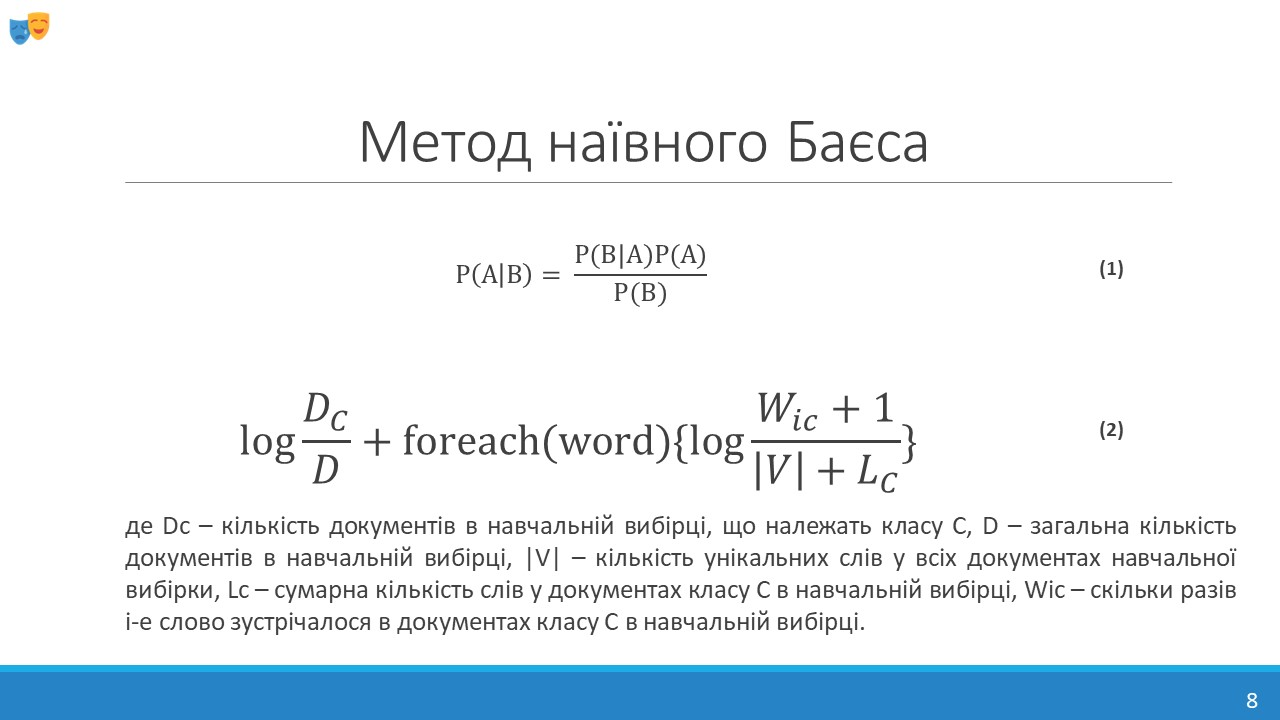 Метод наївного Баєса
P(A|B) = P(B|A)P(A) / P(B) (1)
log D_C / D + foreach(word){log W_ic + 1 / |V| + L_C} (2)
де Dc – кількість документів в навчальній вибірці, що належать класу C, D – загальна кількість
документів в навчальній вибірці, |V| – кількість унікальних слів у всіх документах навчальної
вибірки, Lc – сумарна кількість слів у документах класу C в навчальній вибірці, Wic – скільки разів
і-е слово зустрічалося в документах класу C в навчальній вибірці.
8